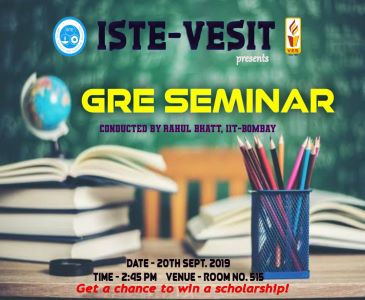 ISTE-VESIT
V.E.S.
presents
GRE SEMINAR
CONDUCTED BY RAHUL BHATT, IIT-BOMBAY
DATE - 20TH SEPT. 2019
TIME - 2:45 PM VENUE - ROOM NO. 515
Get a chance to win a scholarship!